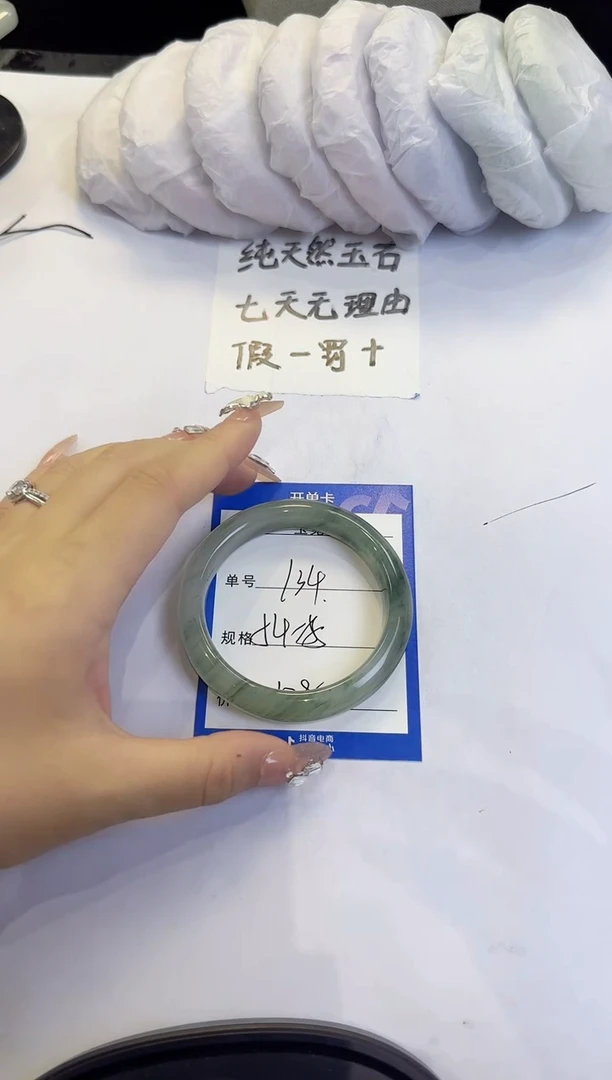 纯天然玉石
七天无理由
假一罚十
开单卡
单号 134.
规格 54
抖音电商